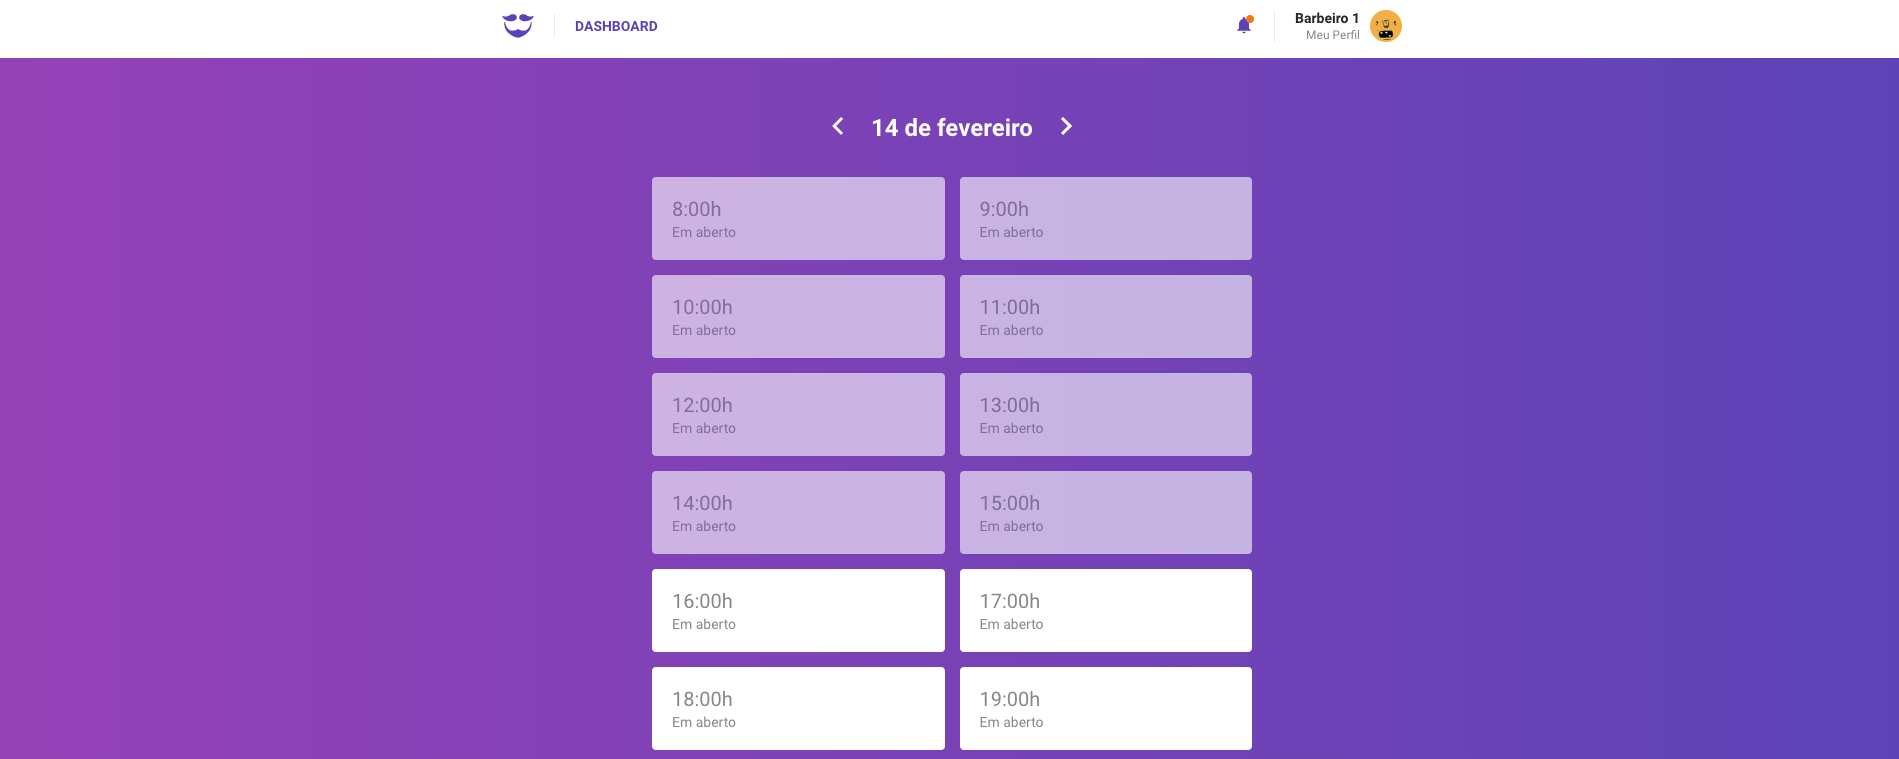 DASHBOARD
Barbeiro 1
Meu Perfil
14 de fevereiro
8:00h
Em aberto
9:00h
Em aberto
10:00h
Em aberto
11:00h
Em aberto
12:00h
Em aberto
13:00h
Em aberto
14:00h
Em aberto
15:00h
Em aberto
16:00h
Em aberto
17:00h
Em aberto
18:00h
Em aberto
19:00h
Em aberto